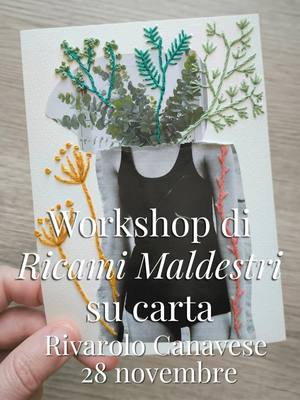 Workshop di
Ricami Maldestri
su carta
Rivarolo Canavese
28 novembre